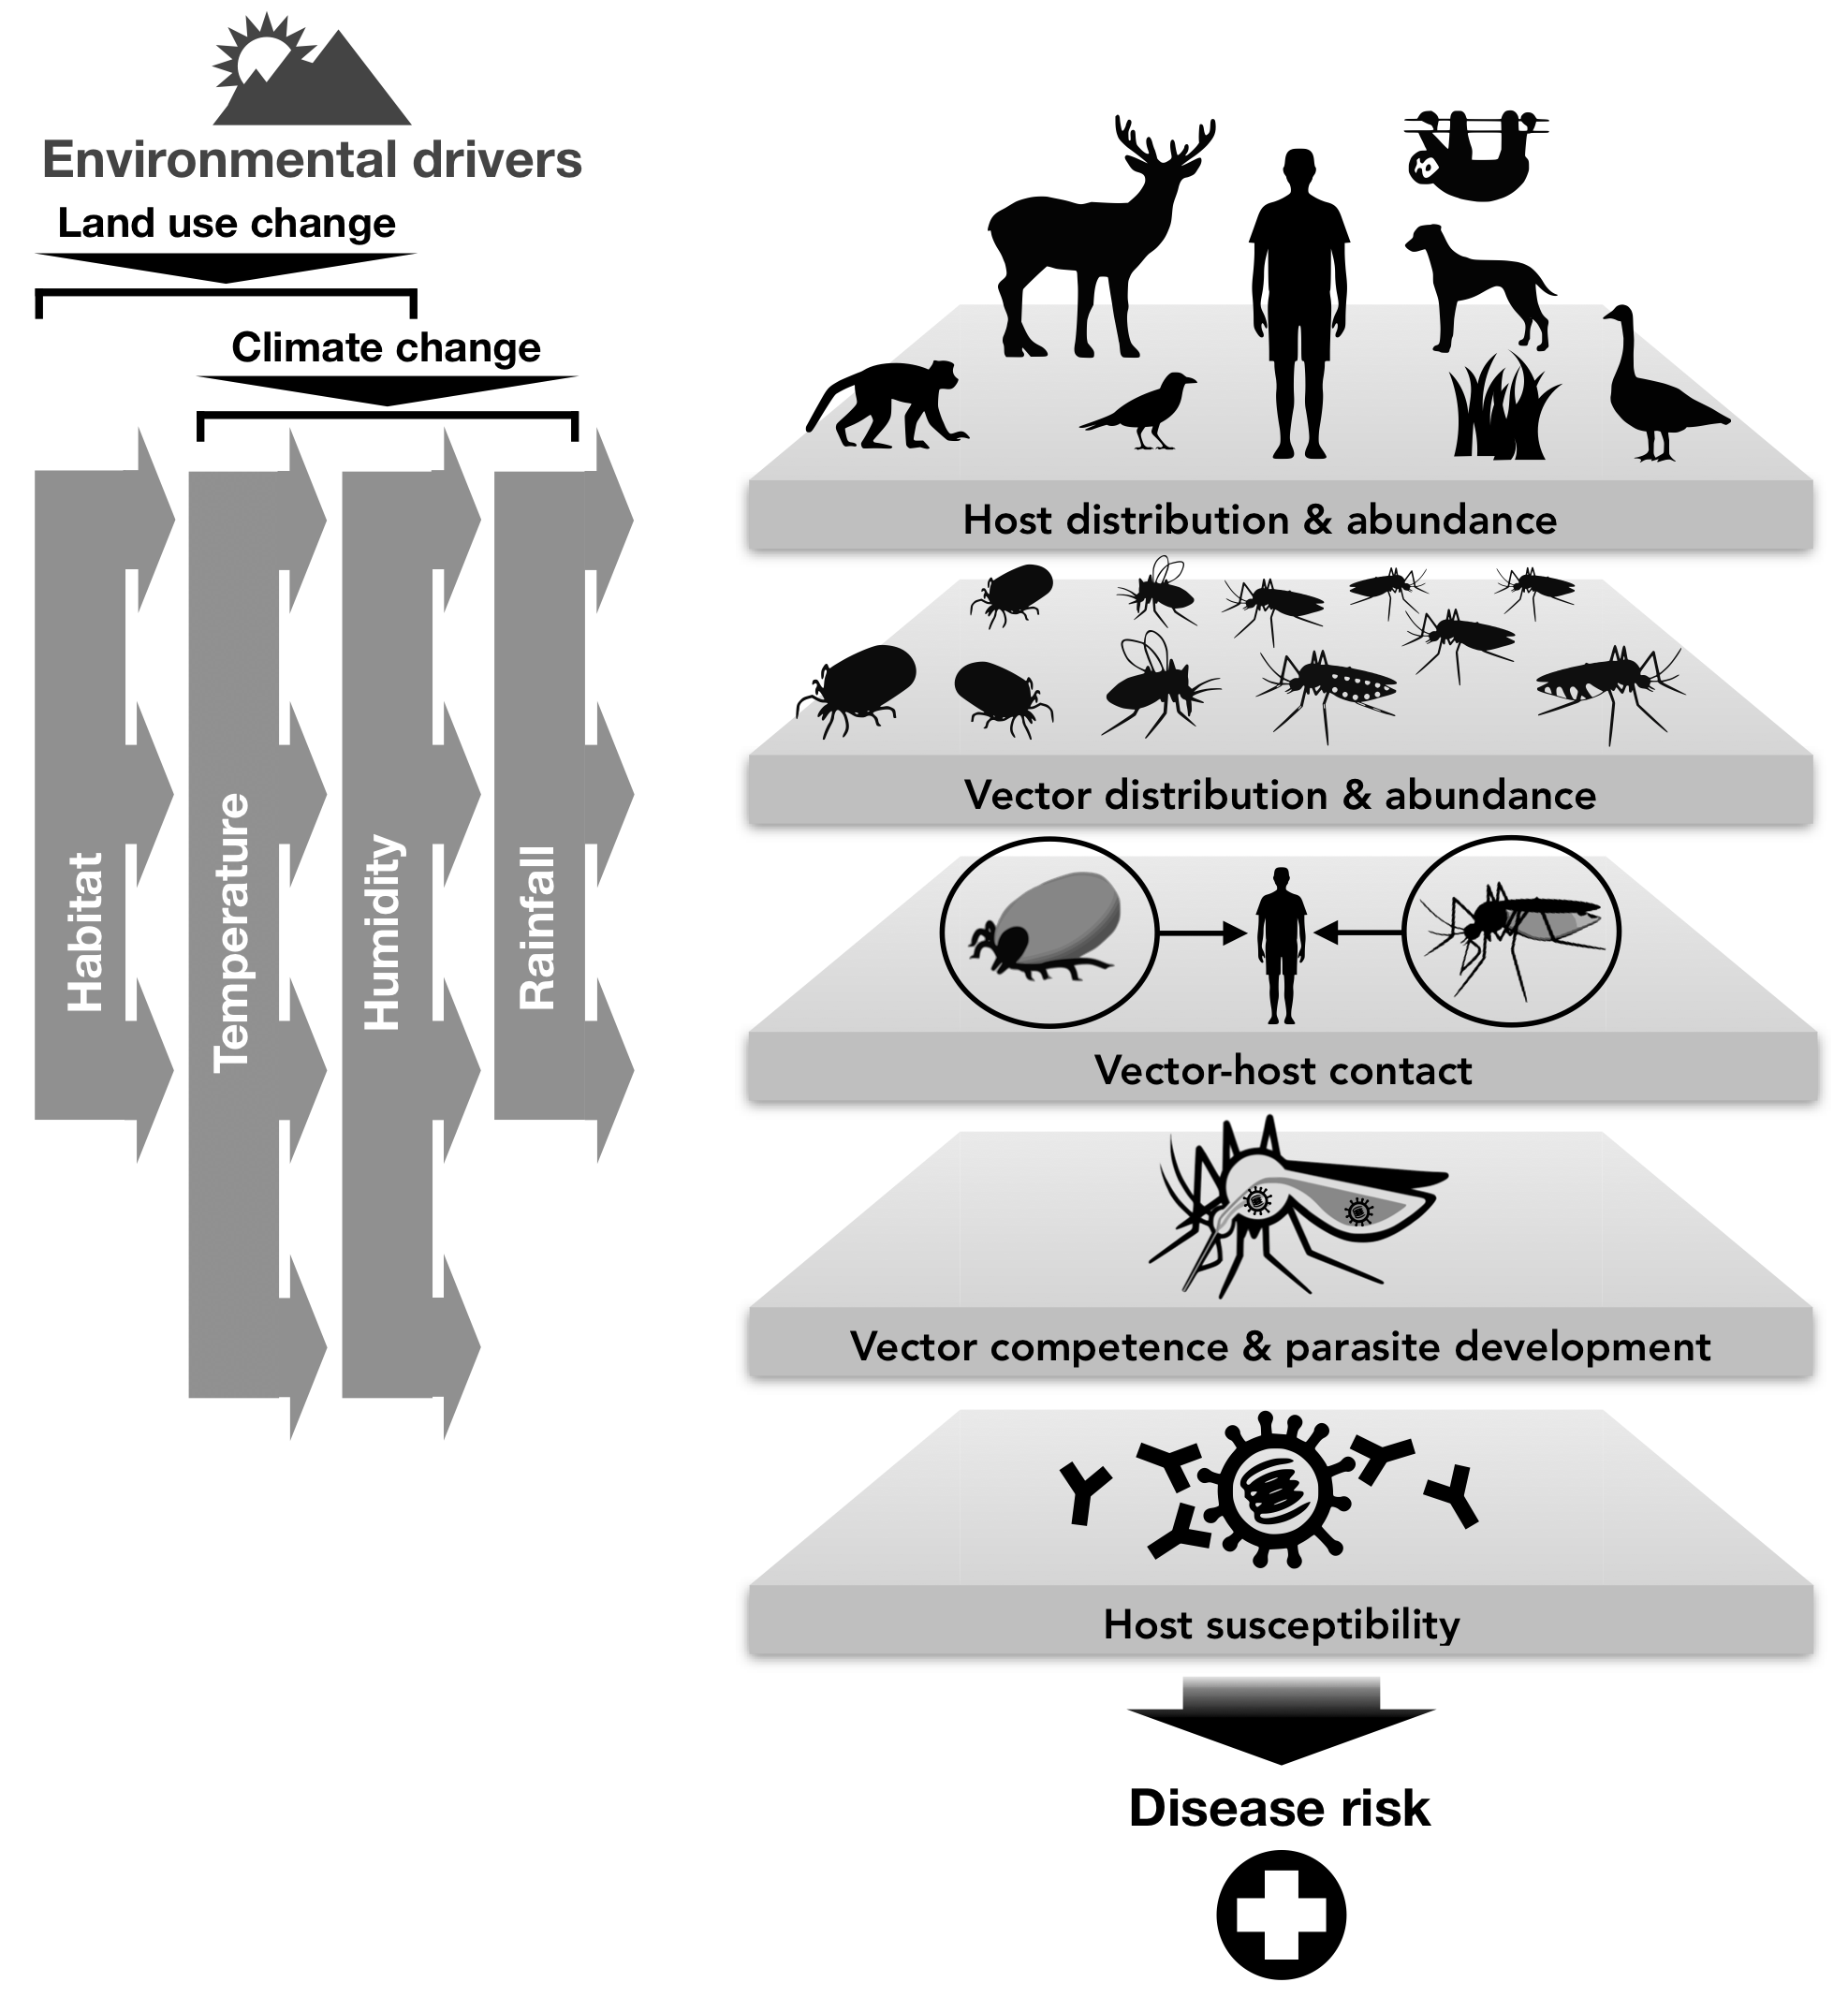 Environmental drivers
Land use change
Climate change
Habitat
Temperature
Humidity
Rainfall
Host distribution & abundance
Vector distribution & abundance
Vector-host contact
Vector competence & parasite development
Host susceptibility
Disease risk